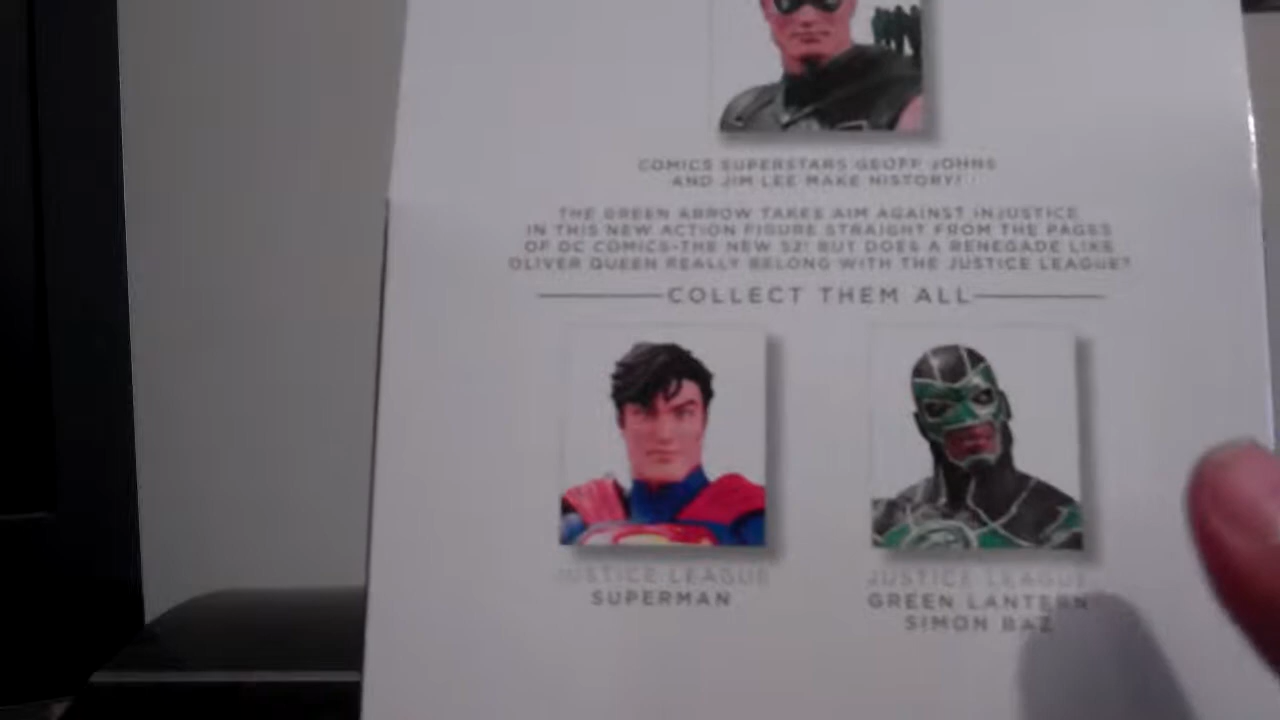 COMICS SUPERSTARS GEOFF JOHNS
AND JIM LEE MAKE HISTORY!
THE GREEN ARROW TAKES AIM AGAINST INJUSTICE
IN THIS NEW ACTION FIGURE STRAIGHT FROM THE PAGES
OF DC COMICS-THE NEW 52! BUT DOES A RENEGADE LIKE
OLIVER QUEEN REALLY BELONG WITH THE JUSTICE LEAGUE?
COLLECT THEM ALL
JUSTICE LEAGUE
SUPERMAN
JUSTICE LEAGUE
GREEN LANTERN
SIMON BAZ